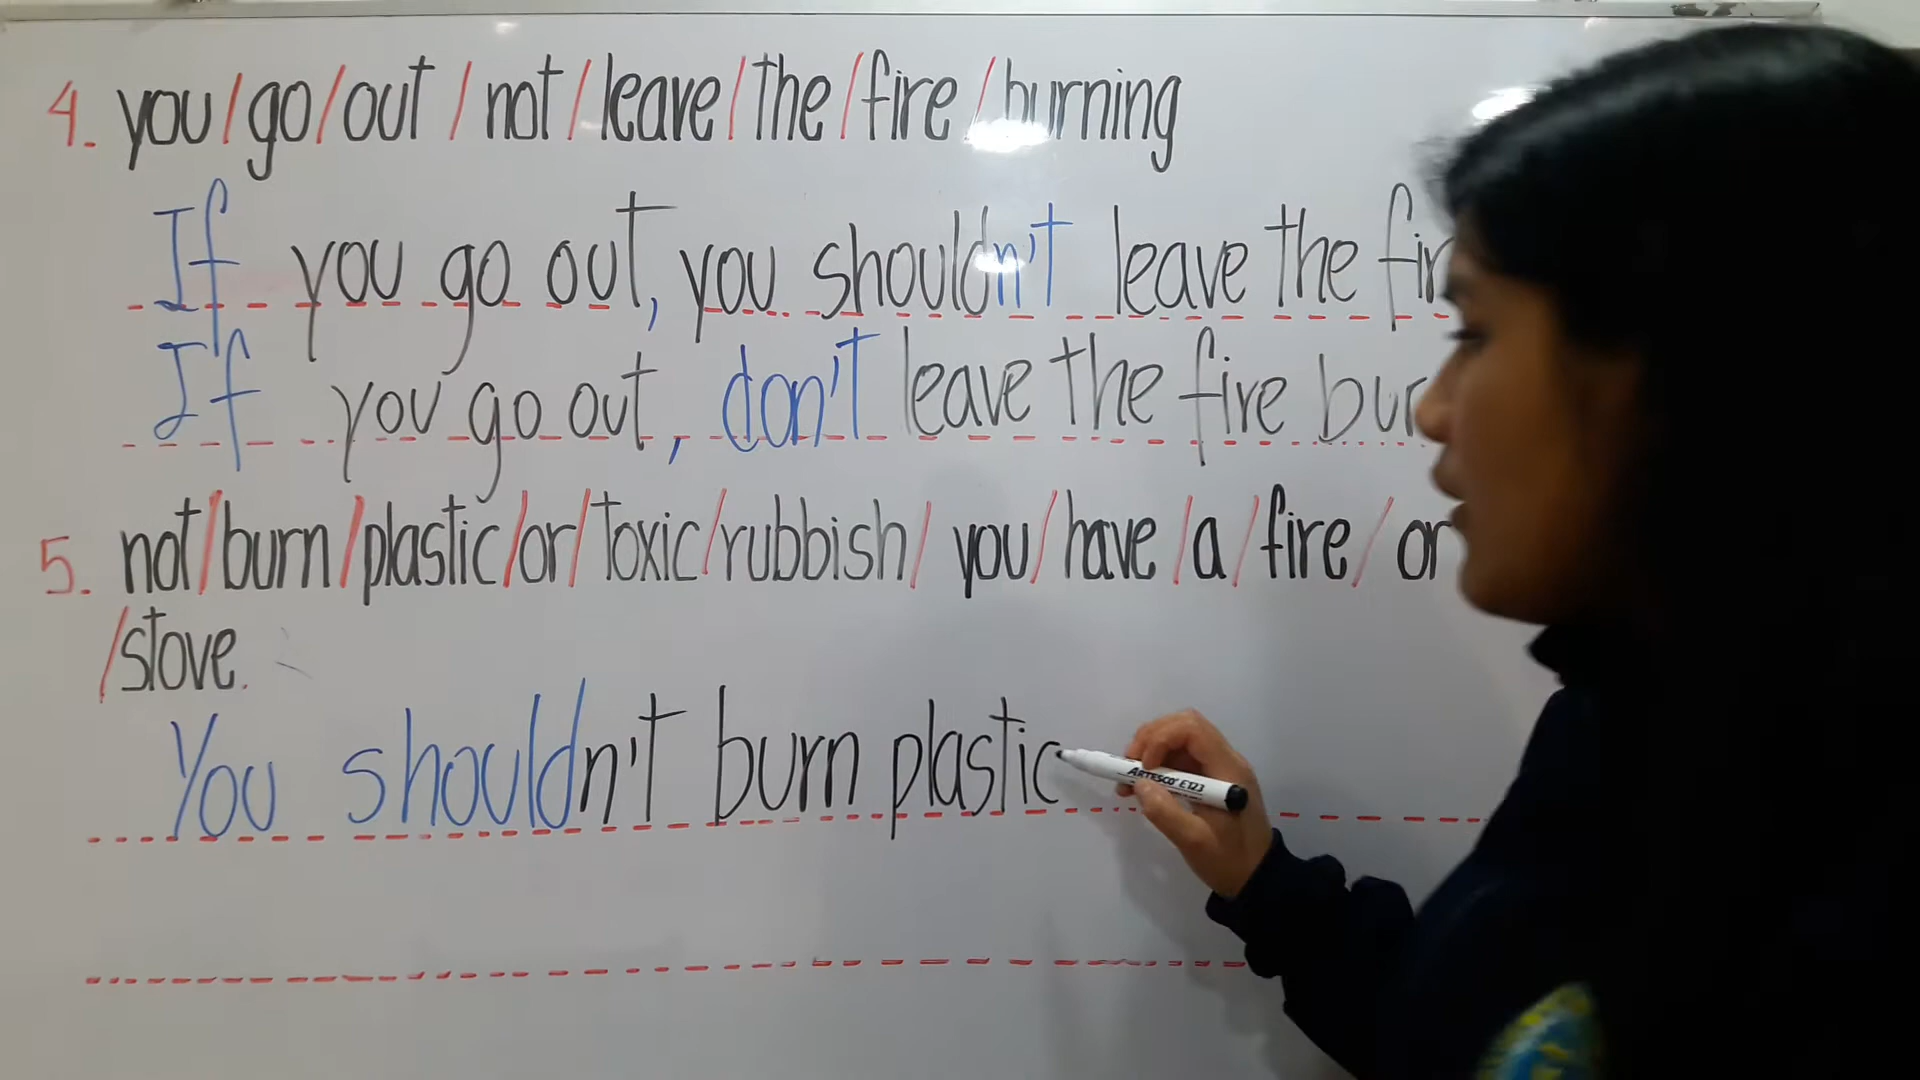 4. you/go/out/not/leave/the/fire/burning
If you go out, you shouldn't leave the
If you go out, don't leave the fire
5. not/burn/plastic/or/toxic/rubbish/you/have/a/fire/or
/stove.
You shouldn't burn plastic
ARTESCO E123